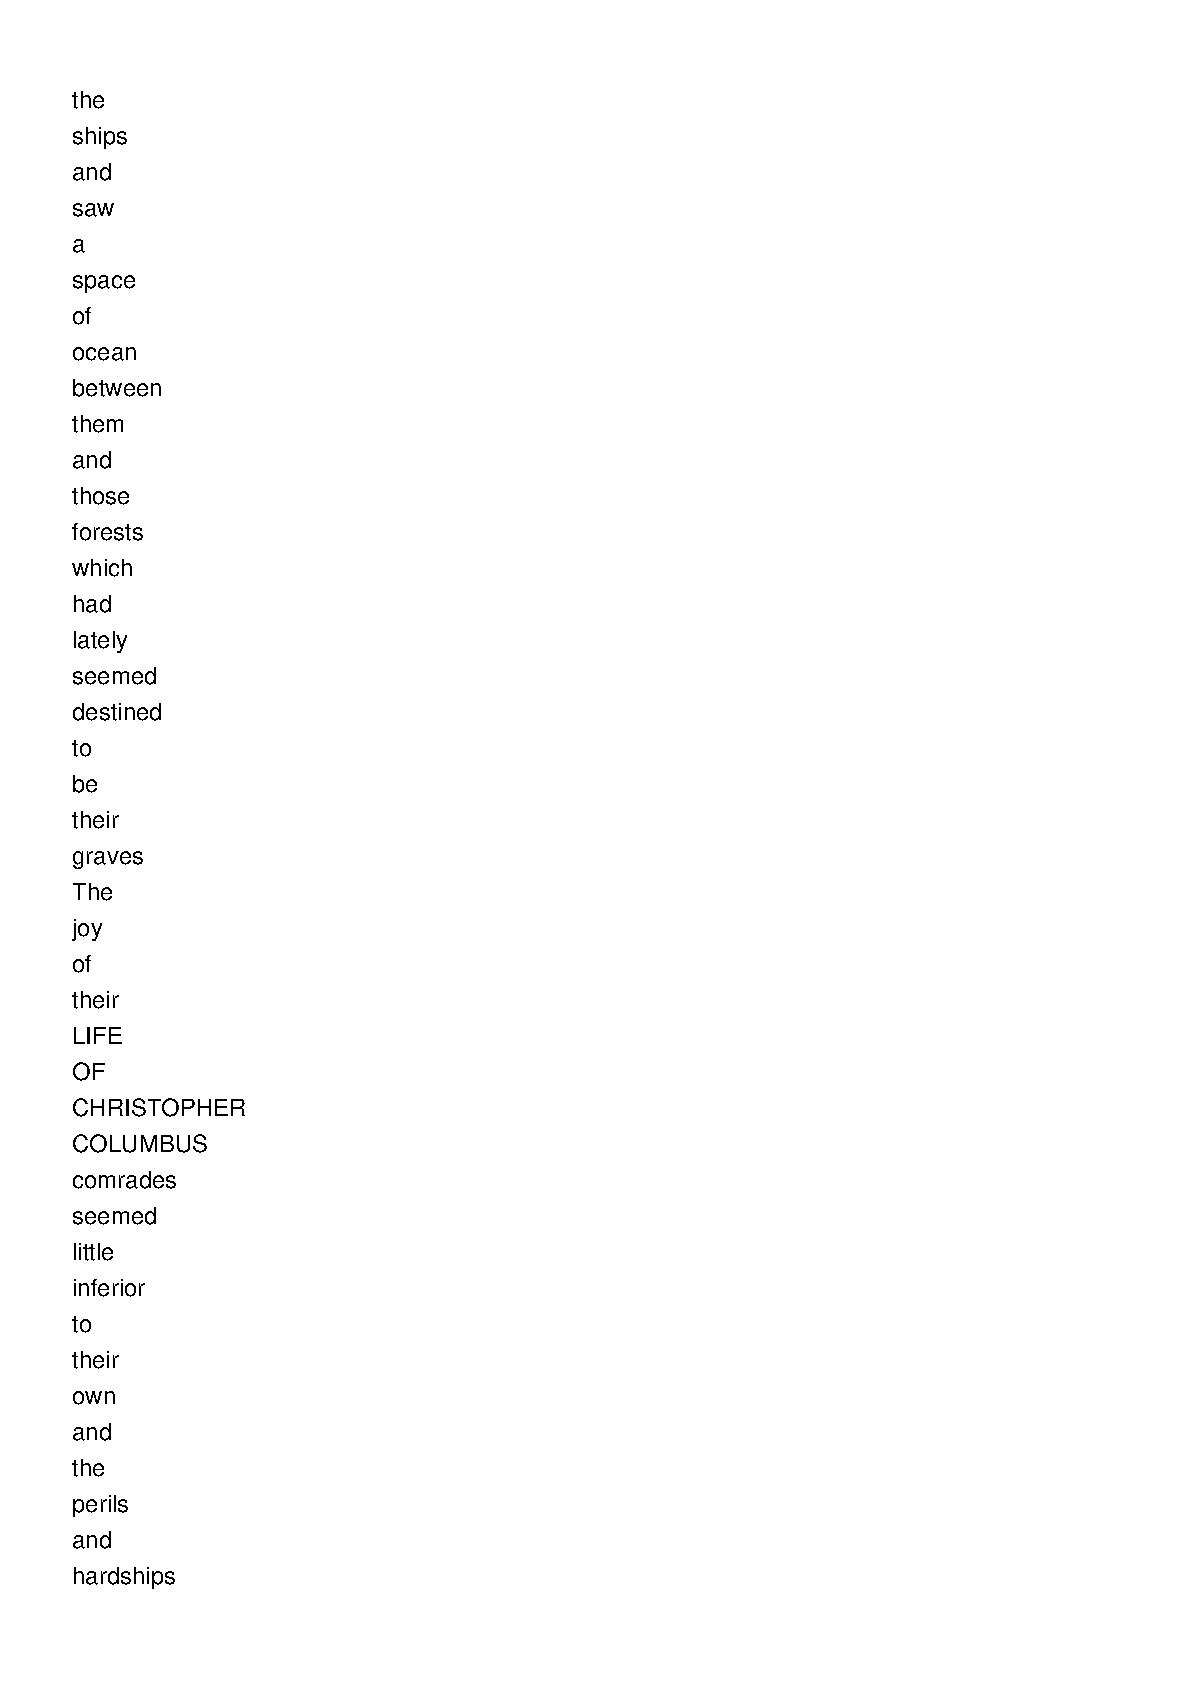 the
ships
and
saw
a
space
of
ocean
between
them
and
those
forests
which
had
lately
seemed
destined
to
be
their
graves
The
joy
of
their
LIFE
OF
CHRISTOPHER
COLUMBUS
comrades
seemed
little
inferior
to
their
own
and
the
perils
and
hardships